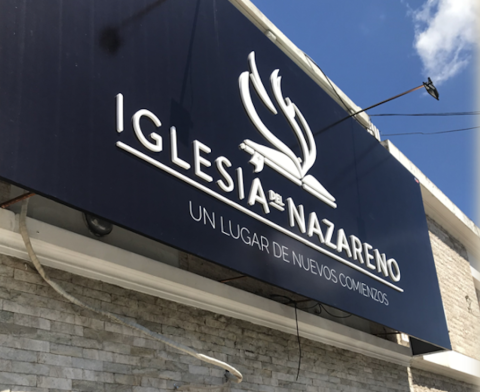 IGLESIA DEL NAZARENO
UN LUGAR DE NUEVOS COMIENZOS